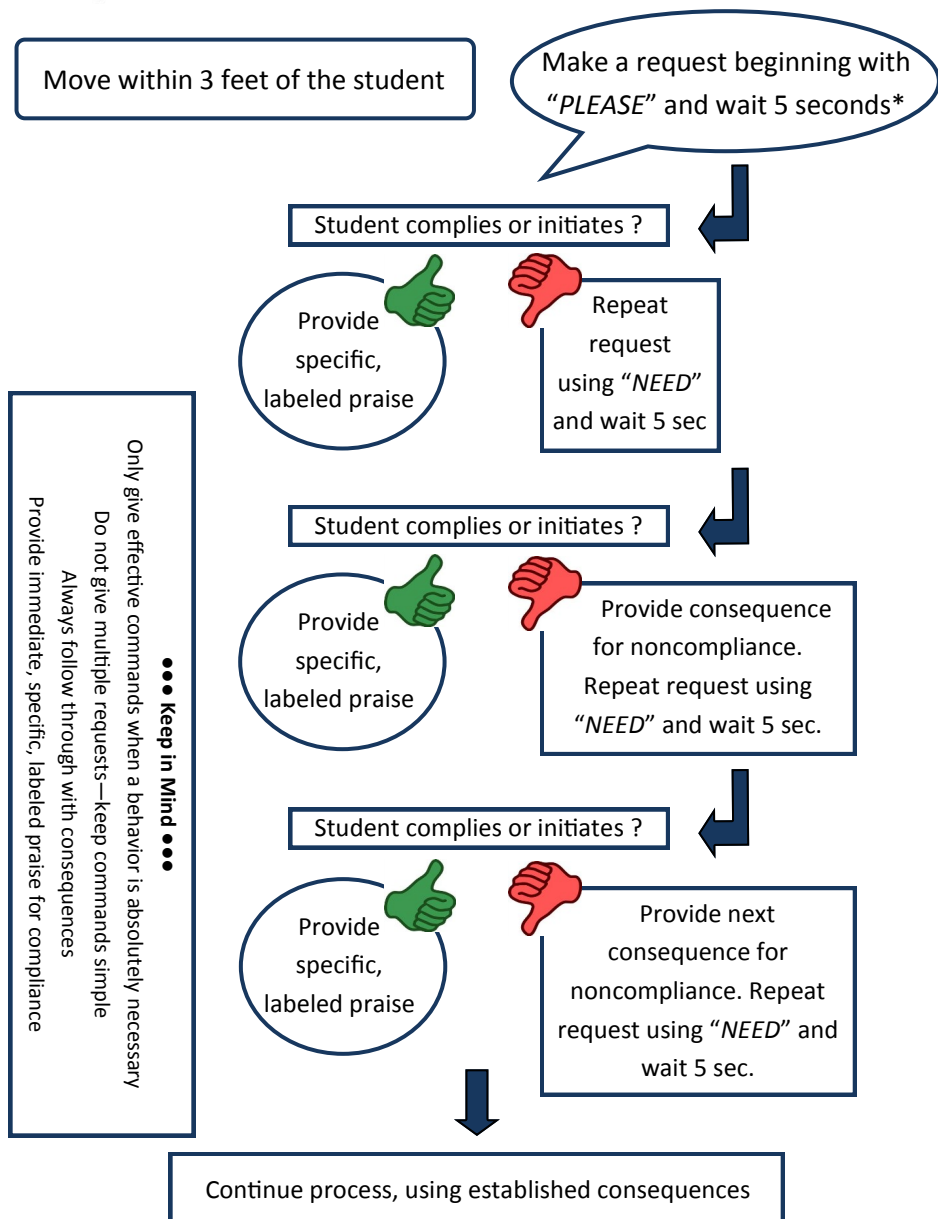 Move within 3 feet of the student
Make a request beginning with
“PLEASE” and wait 5 seconds*
Student complies or initiates ?
Provide
specific,
labeled praise
Repeat
request
using “NEED”
and wait 5 sec
Student complies or initiates ?
Provide
specific,
labeled praise
Provide consequence
for noncompliance.
Repeat request using
“NEED” and wait 5 sec.
Student complies or initiates ?
Provide
specific,
labeled praise
Provide next
consequence for
noncompliance. Repeat
request using “NEED” and
wait 5 sec.
Continue process, using established consequences
●●● Keep in Mind ●●●
Only give effective commands when a behavior is absolutely necessary
Do not give multiple requests—keep commands simple
Always follow through with consequences
Provide immediate, specific, labeled praise for compliance